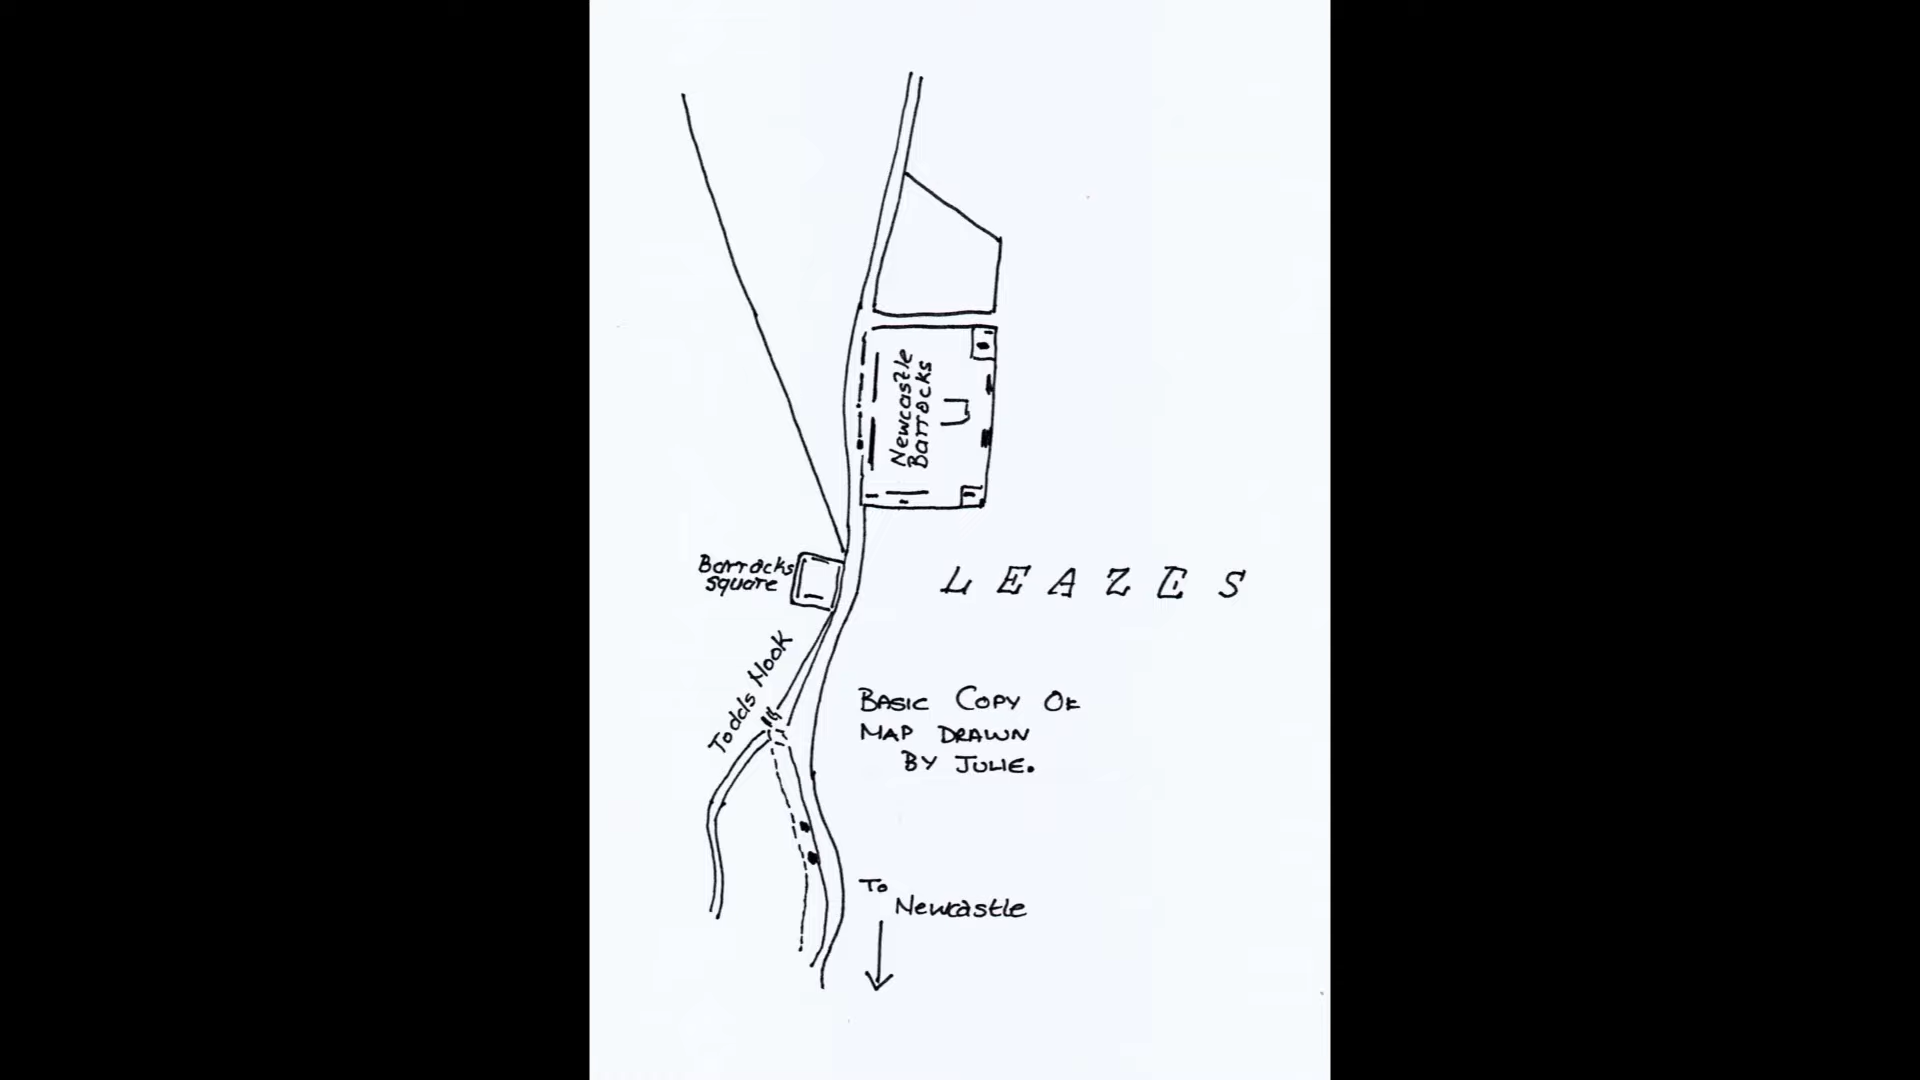 Newcastle
Barracks
Barracks
square
LEAZES
Todds Nook
BASIC COPY OF
MAP DRAWN
BY JULIE.
To
Newcastle